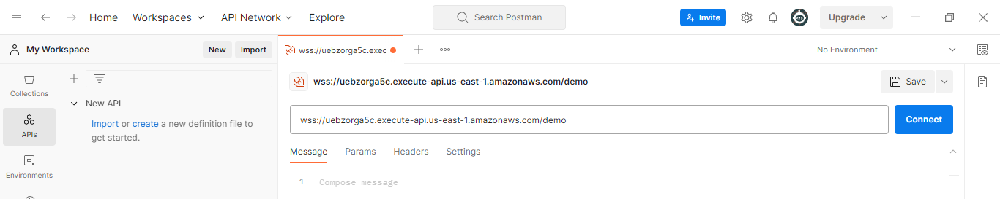 Home Workspaces API Network Explore Search Postman Invite Upgrade
My Workspace New Import wss://uebzorga5c.exec No Environment
Collections
APIs
Environments
New API
Import or create a new definition file to
get started.
wss://uebzorga5c.execute-api.us-east-1.amazonaws.com/demo Save
wss://uebzorga5c.execute-api.us-east-1.amazonaws.com/demo Connect
Message Params Headers Settings
1 Compose message